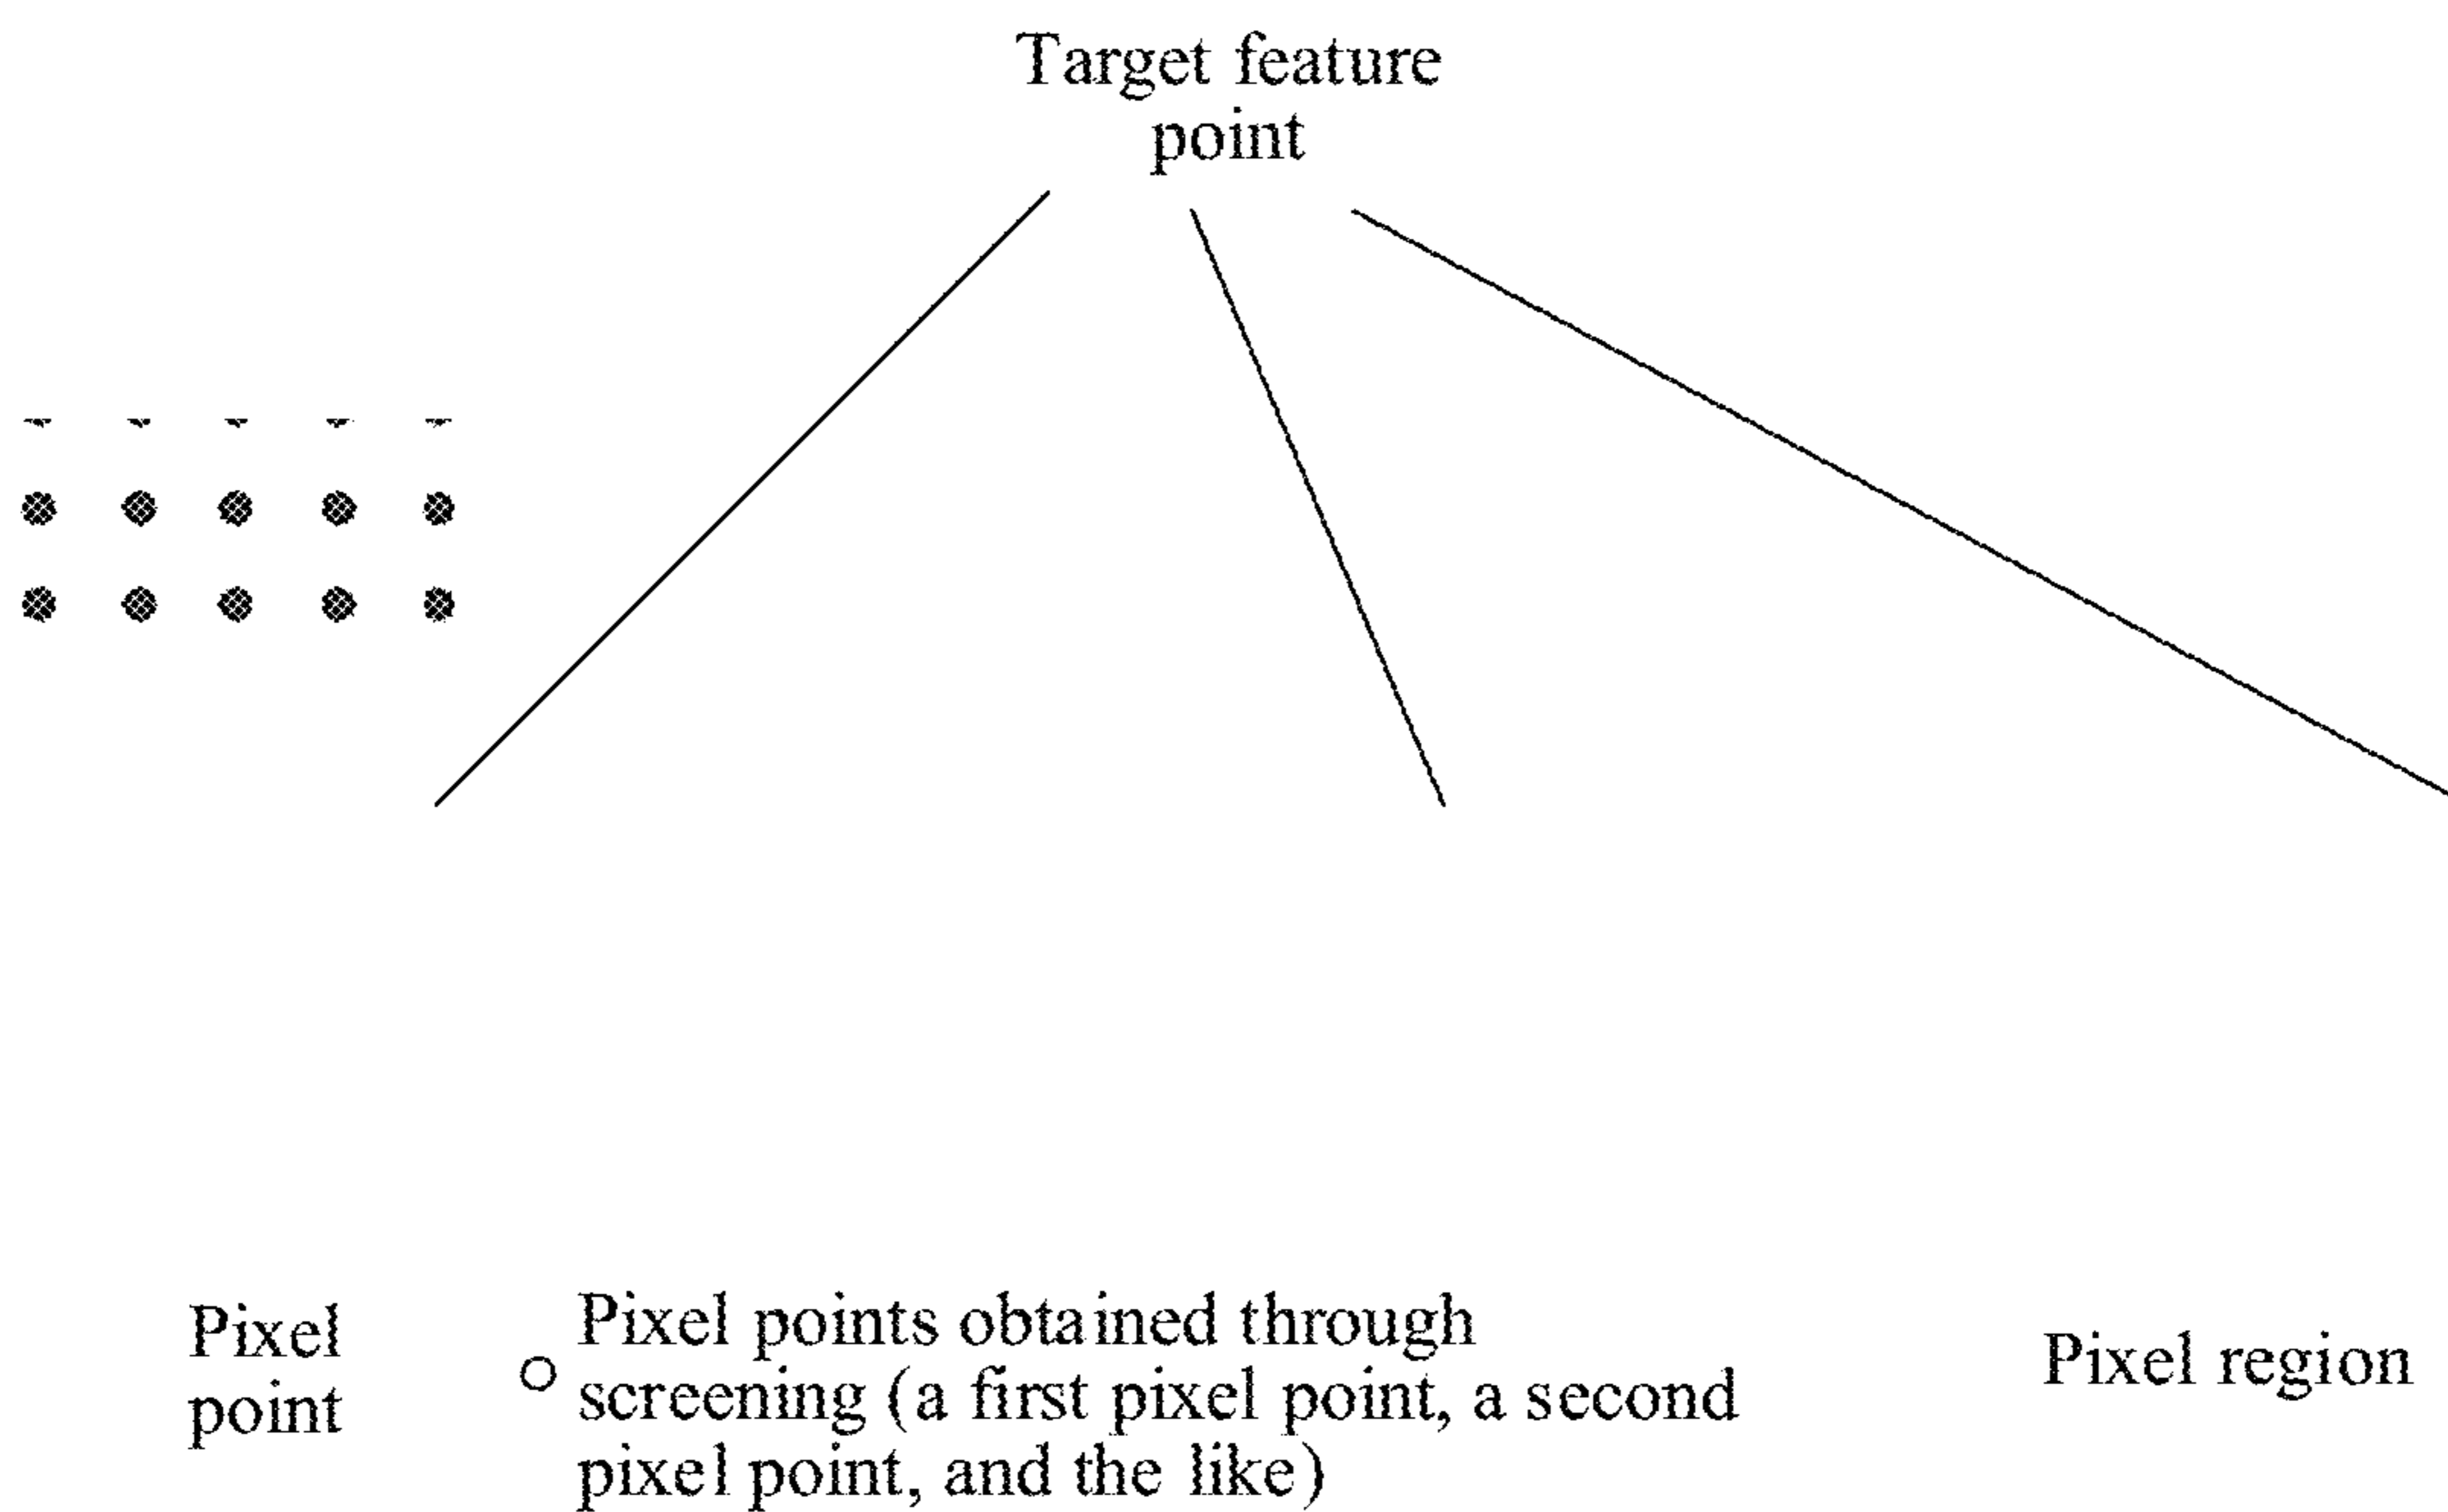 Target feature
point
Pixel
point
Pixel points obtained through
screening (a first pixel point, a second
pixel point, and the like)
Pixel region